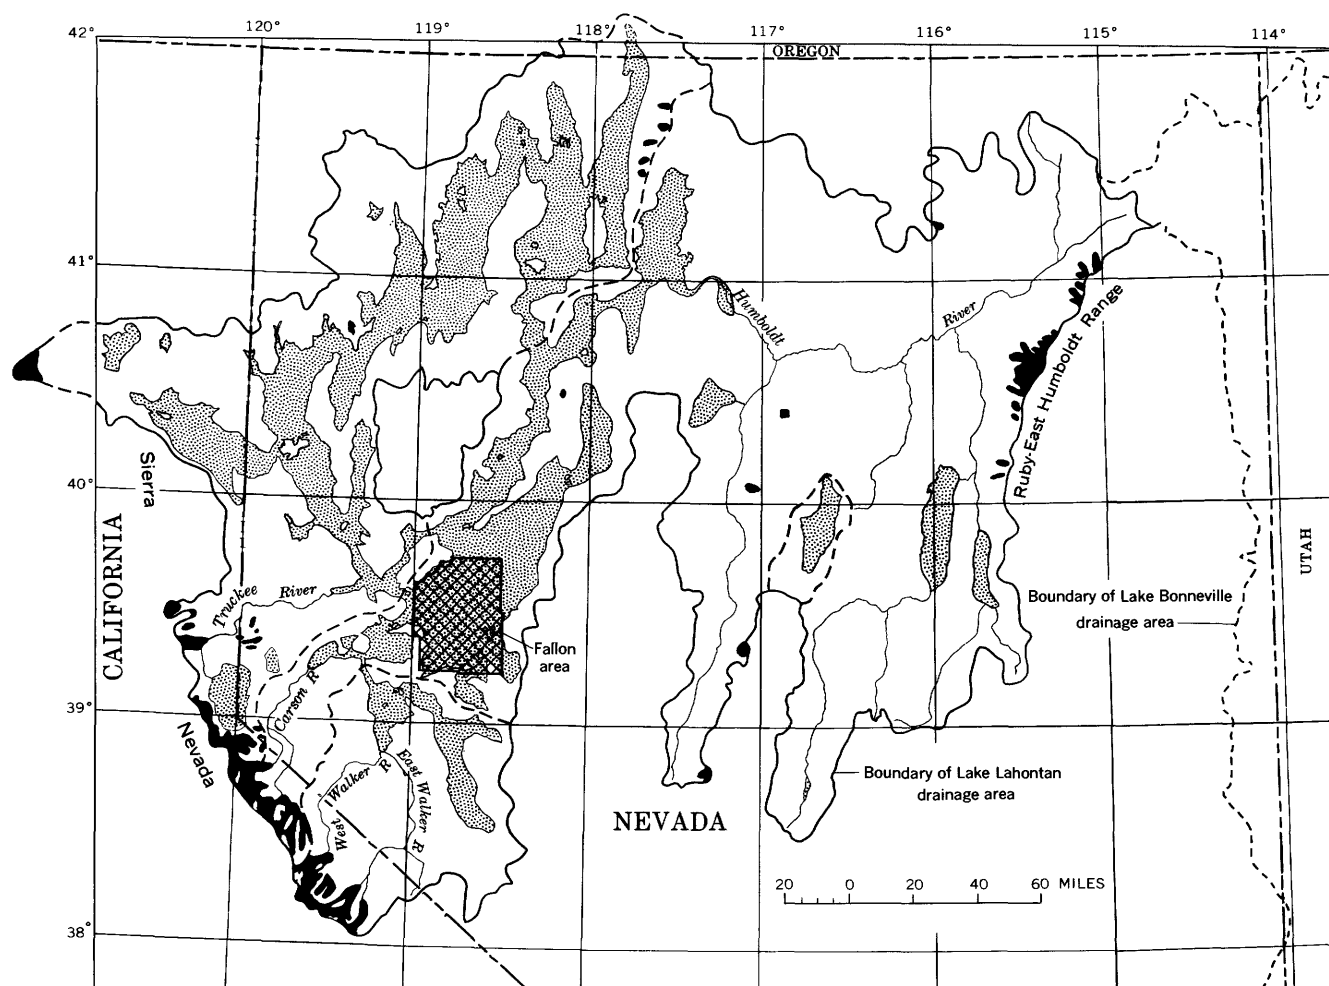 120°
119°
118°
117°
116°
115°
114°
42°
OREGON
41°
Humboldt
River
Ruby-East Humboldt Range
Sierra
40°
CALIFORNIA
UTAH
Truckee
River
Boundary of Lake Bonneville
drainage area
Fallon
area
Carson R
39°
Nevada
Walker R
West
East Walker R
Boundary of Lake Lahontan
drainage area
NEVADA
20 0 20 40 60 MILES
38°